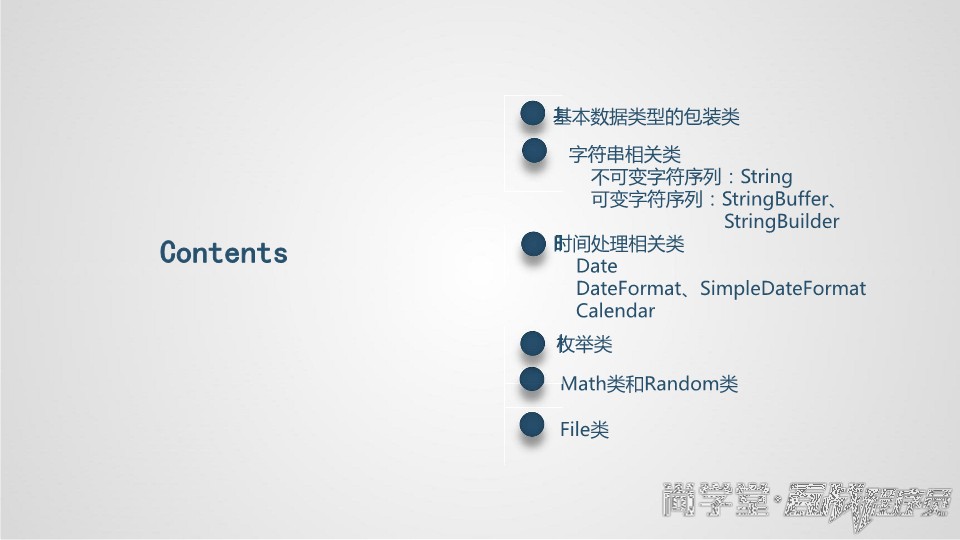 Contents
基本数据类型的包装类
字符串相关类
不可变字符序列：String
可变字符序列：StringBuffer、
StringBuilder
时间处理相关类
Date
DateFormat、SimpleDateFormat
Calendar
枚举类
Math类和Random类
File类
尚学堂·